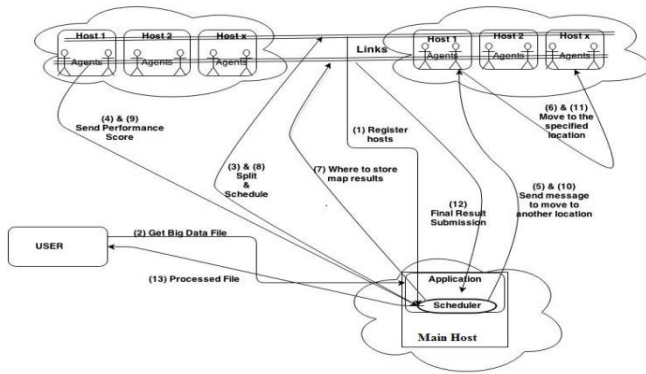 Host 1
Host 2
Host x
Agents
Agents
Agents
Links
Host 1
Host 2
Host x
Agents
Agents
Agents
(4) & (9)
Send Performance
Score
(3) & (8)
Split
&
Schedule
(7) Where to store
map results
(1) Register
hosts
(12)
Final Result
Submission
(6) & (11)
Move to the
specified
location
(5) & (10)
Send message
to move to
another location
USER
(2) Get Big Data File
(13) Processed File
Application
Scheduler
Main Host